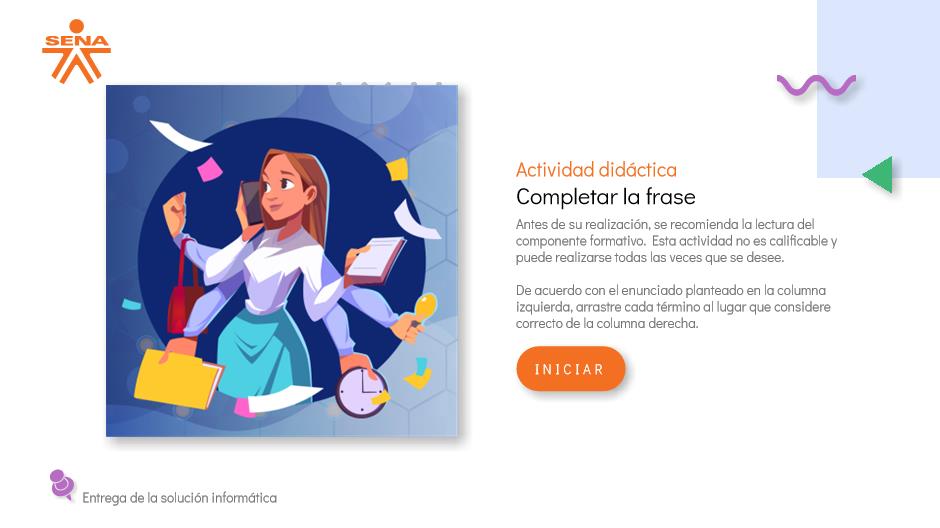 SENA
Actividad didáctica
Completar la frase
Antes de su realización, se recomienda la lectura del
componente formativo. Esta actividad no es calificable y
puede realizarse todas las veces que se desee.
De acuerdo con el enunciado planteado en la columna
izquierda, arrastre cada término al lugar que considere
correcto de la columna derecha.
INICIAR
Entrega de la solución informática